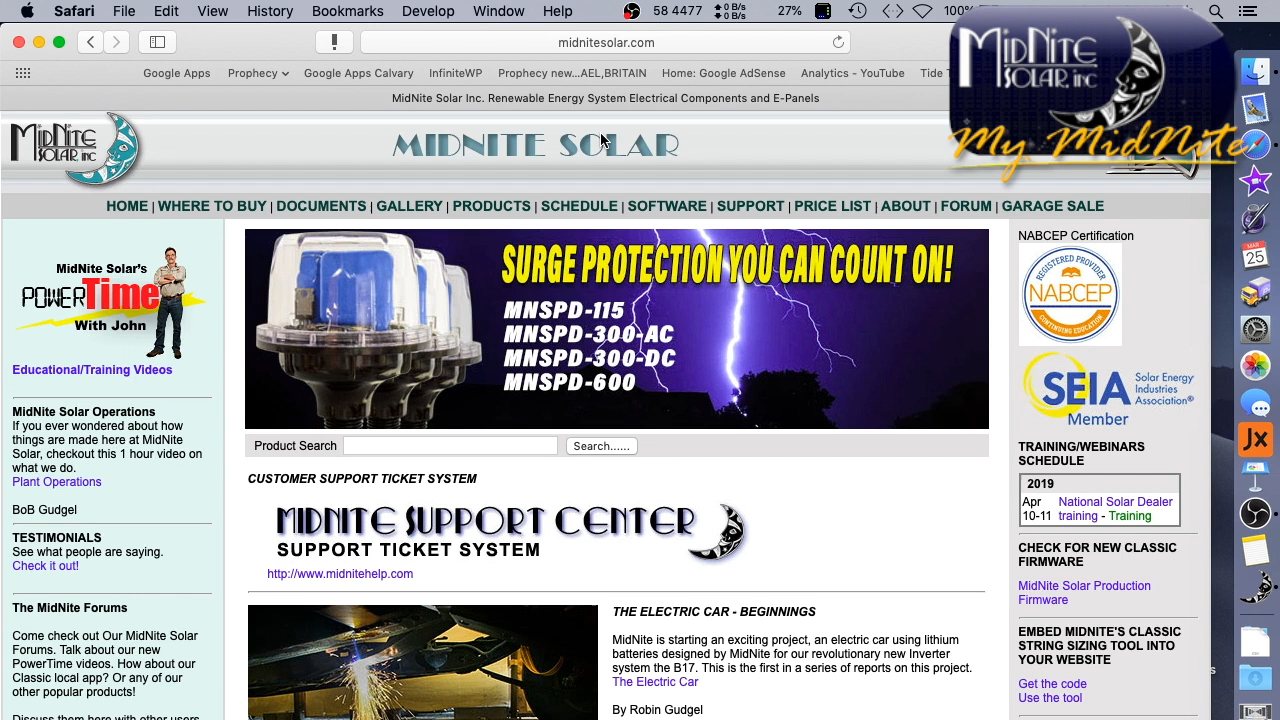 Safari File Edit View History Bookmarks Develop Window Help 58 4477 0 B/s 0 B/s 27% 100%
midnitesolar.com
Google Apps Prophecy Google Apps Calvary InfiniteWP Prophecy new...AEL,BRITAIN Home: Google AdSense Analytics - YouTube Tide
MidNite Solar Inc. Renewable Energy System Electrical Components and E-Panels
MIDNITE SOLAR, INC
My MidNite
MIDNITE SOLAR, INC
MIDNITE SOLAR
HOME | WHERE TO BUY | DOCUMENTS | GALLERY | PRODUCTS | SCHEDULE | SOFTWARE | SUPPORT | PRICE LIST | ABOUT | FORUM | GARAGE SALE
MidNite Solar's
POWERTime
With John
Educational/Training Videos
MidNite Solar Operations
If you ever wondered about how
things are made here at MidNite
Solar, checkout this 1 hour video on
what we do.
Plant Operations
BoB Gudgel
TESTIMONIALS
See what people are saying.
Check it out!
The MidNite Forums
Come check out Our MidNite Solar
Forums. Talk about our new
PowerTime videos. How about our
Classic local app? Or any of our
other popular products!
Discuss them here with other users
SURGE PROTECTION YOU CAN COUNT ON!
MNSPD-115
MNSPD-300-AC
MNSPD-300-DC
MNSPD-600
Product Search Search......
CUSTOMER SUPPORT TICKET SYSTEM
MIDNITE SUPPORT CENTER
SUPPORT TICKET SYSTEM
http://www.midnitehelp.com
THE ELECTRIC CAR - BEGINNINGS
MidNite is starting an exciting project, an electric car using lithium
batteries designed by MidNite for our revolutionary new Inverter
system the B17. This is the first in a series of reports on this project.
The Electric Car
By Robin Gudgel
NABCEP Certification
REGISTERED PROVIDER
NABCEP
CONTINUING EDUCATION
SEIA Solar Energy
Industries
Association®
Member
TRAINING/WEBINARS
SCHEDULE
2019
Apr National Solar Dealer
10-11 training - Training
CHECK FOR NEW CLASSIC
FIRMWARE
MidNite Solar Production
Firmware
EMBED MIDNITE'S CLASSIC
STRING SIZING TOOL INTO
YOUR WEBSITE
Get the code
Use the tool
MAR
25
Jx